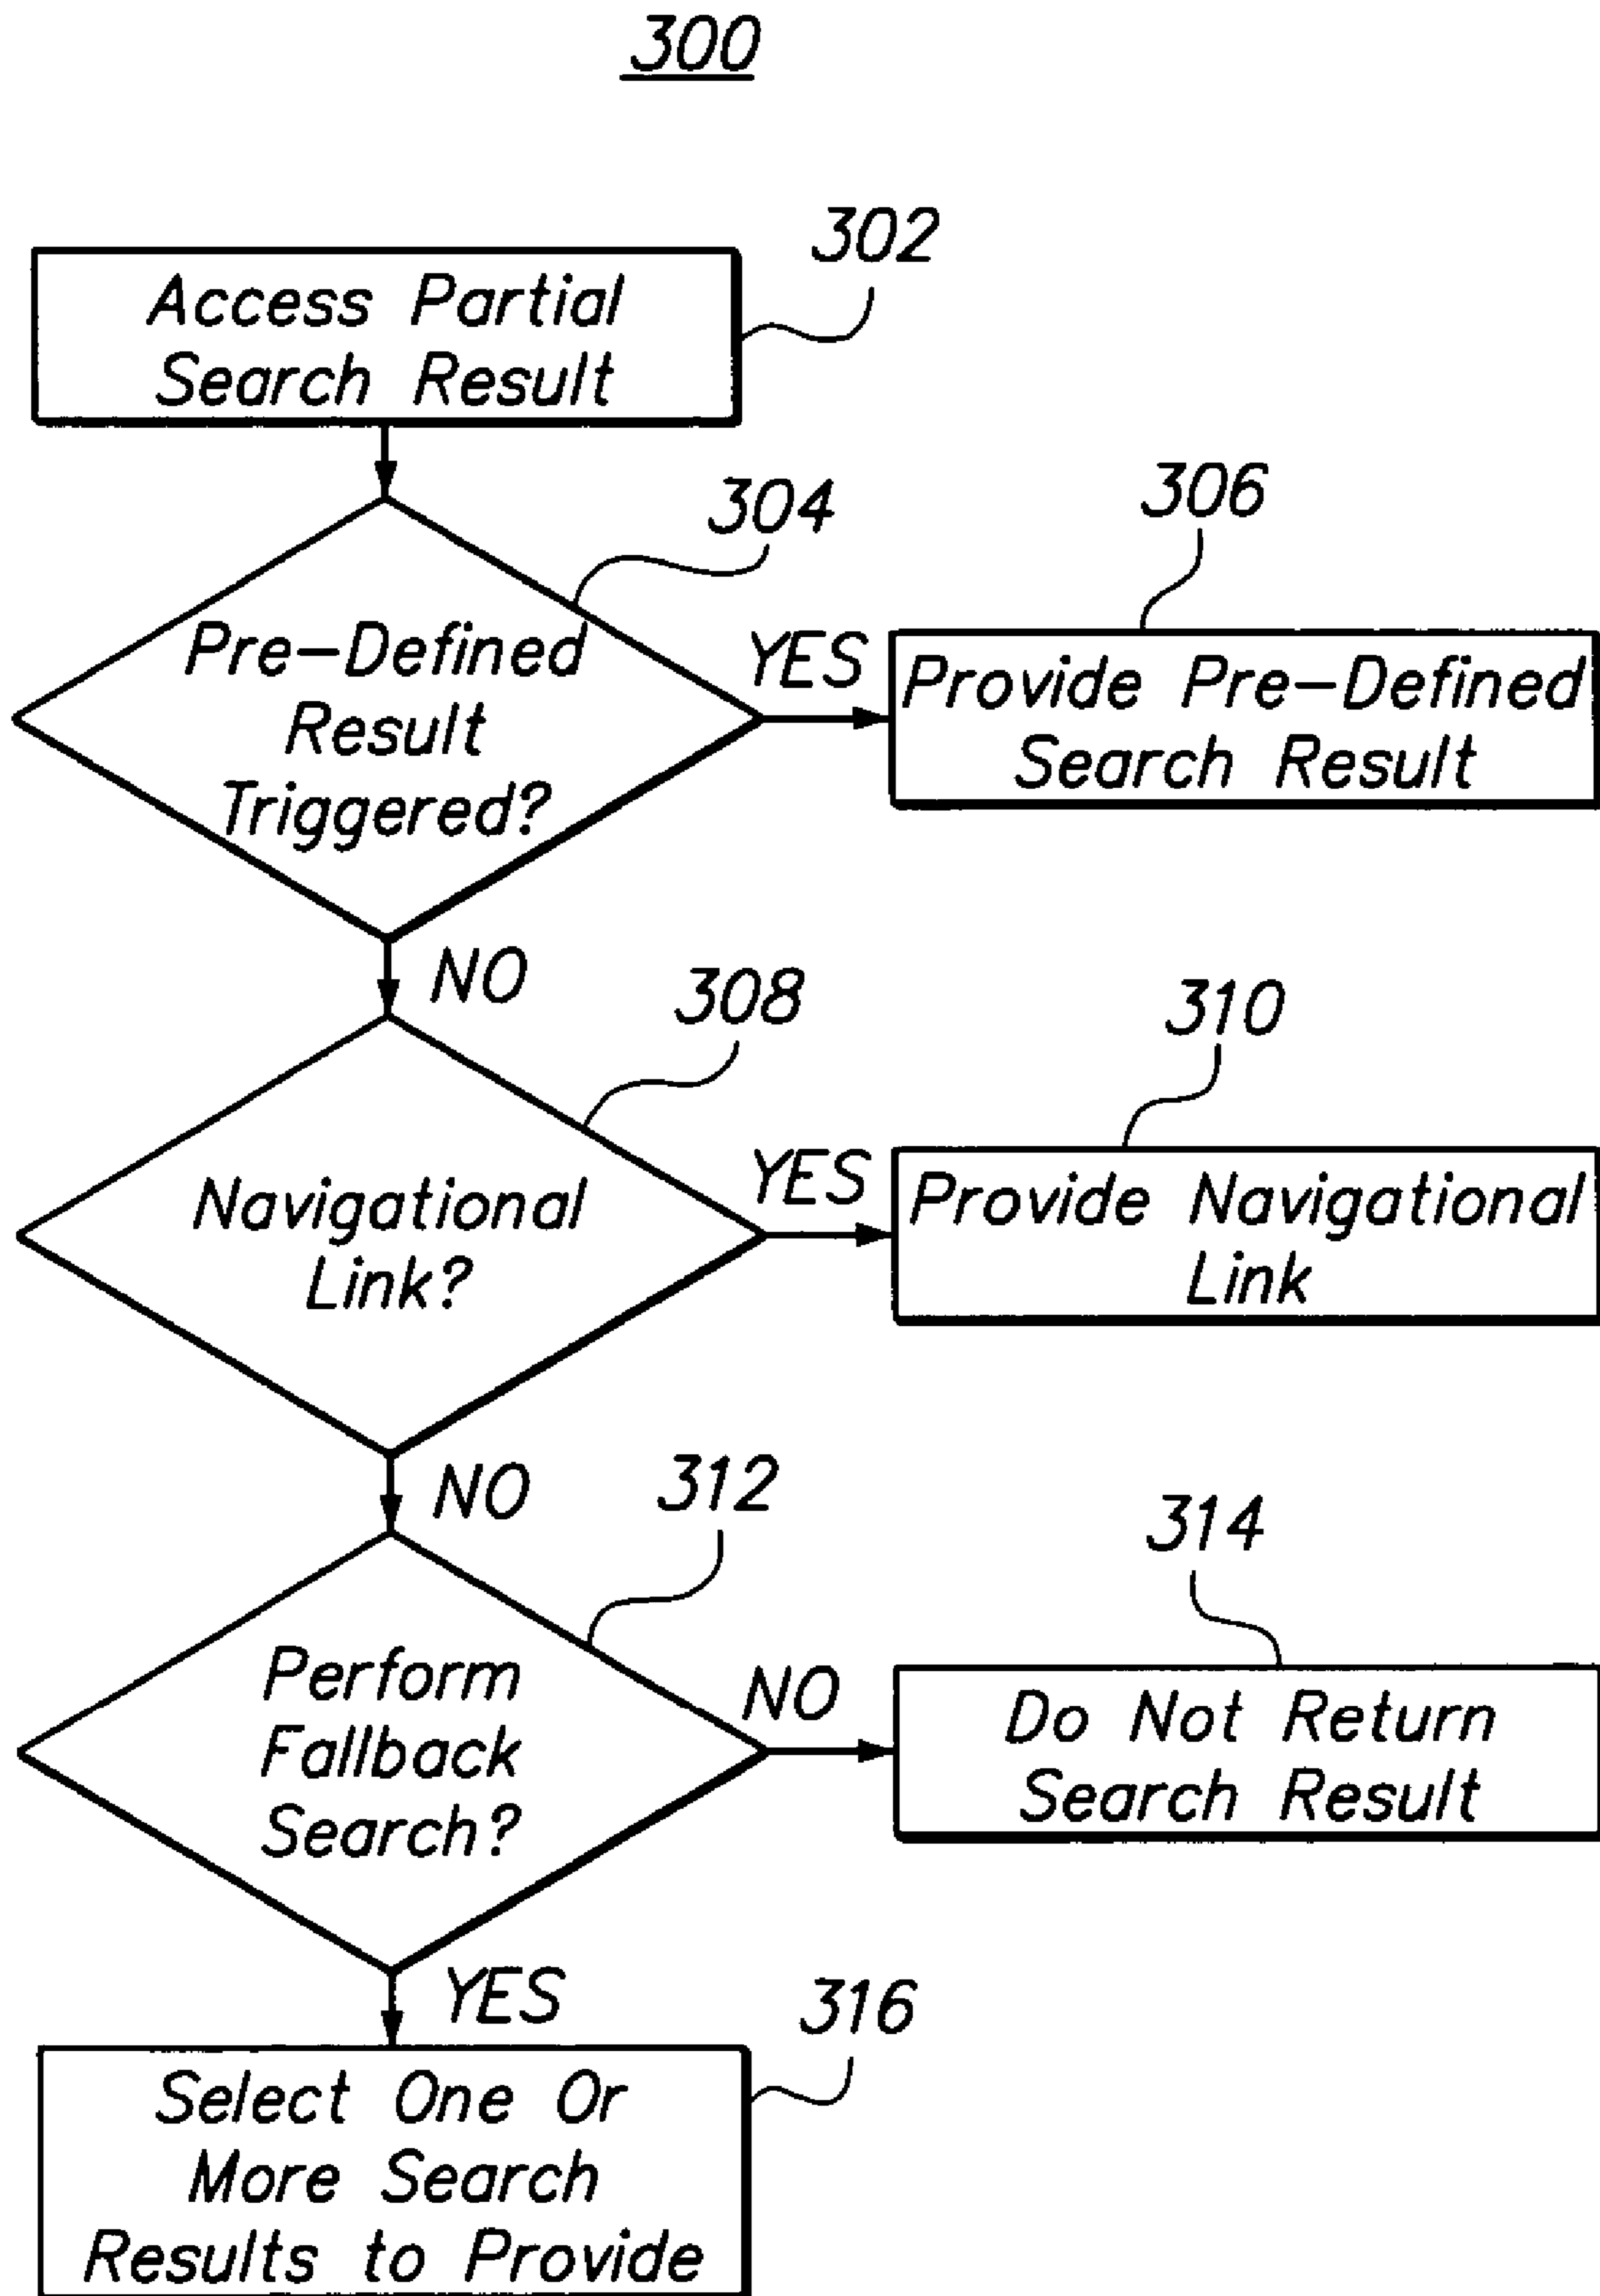 300
302
Access Partial
Search Result
304
Pre-Defined
Result
Triggered?
YES
306
Provide Pre-Defined
Search Result
NO
308
Navigational
Link?
YES
310
Provide Navigational
Link
NO
312
Perform
Fallback
Search?
NO
314
Do Not Return
Search Result
YES
316
Select One Or
More Search
Results to Provide